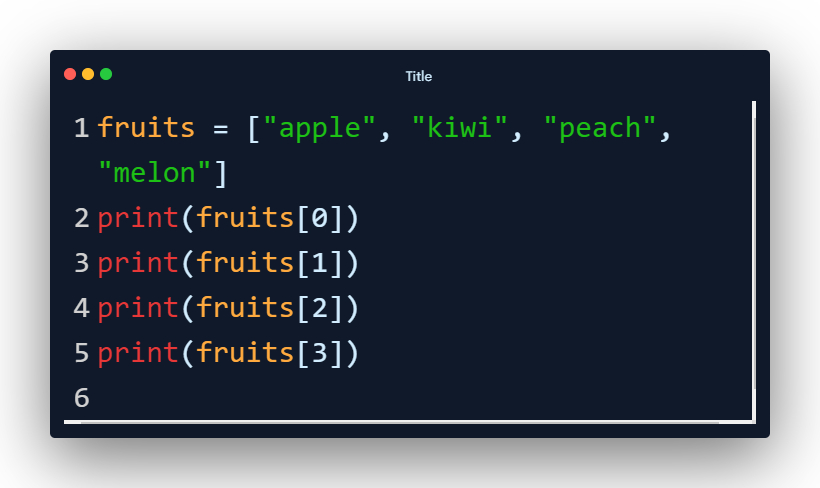 Title
1 fruits = ["apple", "kiwi", "peach",
"melon"]
2 print(fruits[0])
3 print(fruits[1])
4 print(fruits[2])
5 print(fruits[3])
6